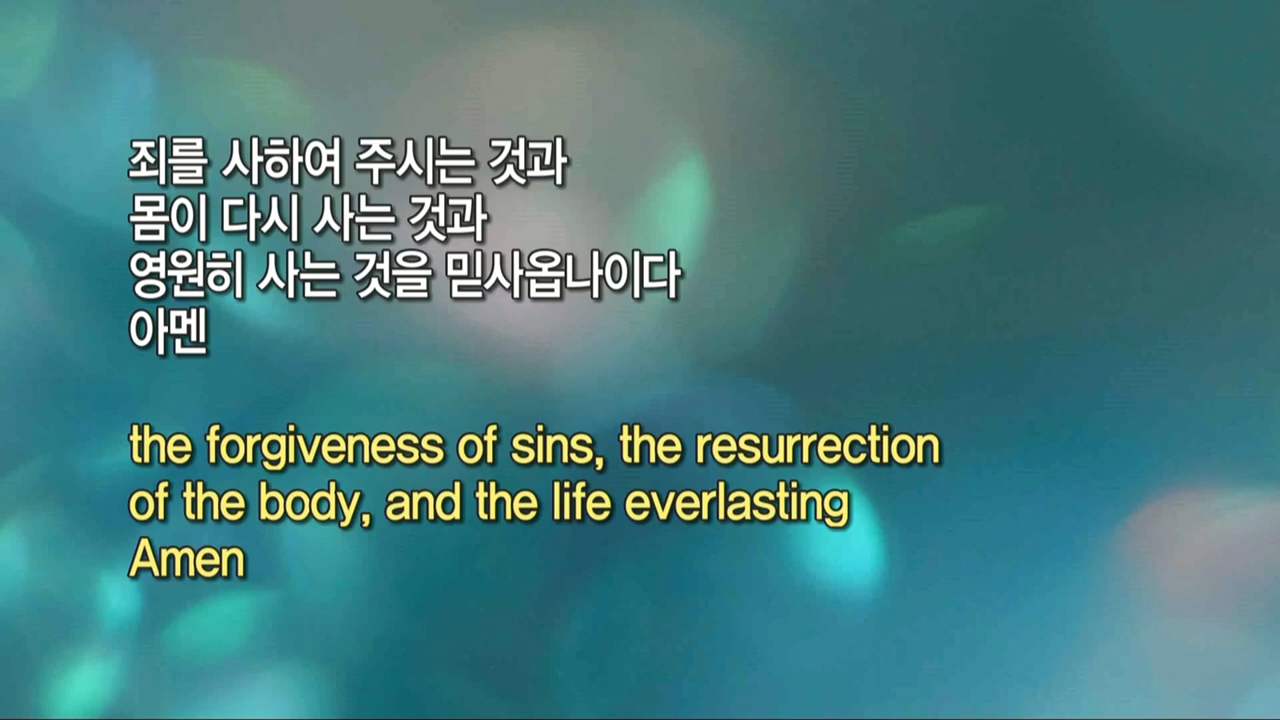 죄를 사하여 주시는 것과
몸이 다시 사는 것과
영원히 사는 것을 믿사옵나이다
아멘
the forgiveness of sins, the resurrection
of the body, and the life everlasting
Amen